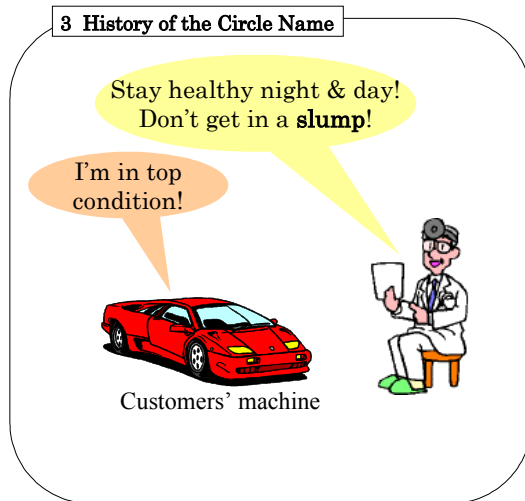 3 History of the Circle Name
Stay healthy night & day!
Don't get in a slump!
I'm in top
condition!
Customers' machine